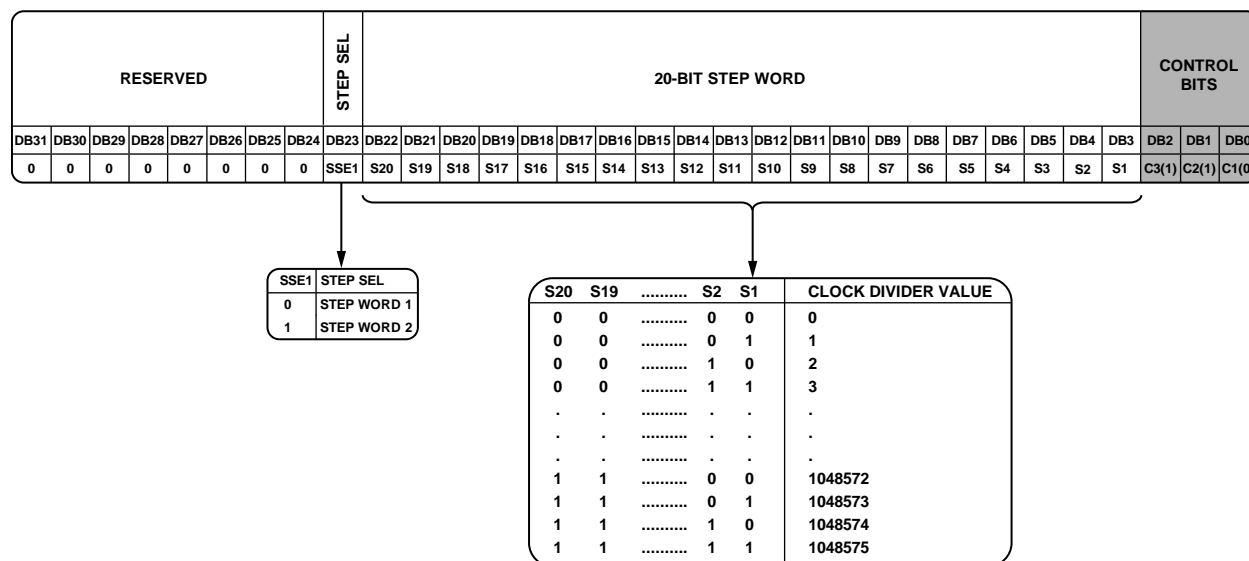 RESERVED
STEP SEL
20-BIT STEP WORD
CONTROL
BITS
DB31 DB30 DB29 DB28 DB27 DB26 DB25 DB24 DB23 DB22 DB21 DB20 DB19 DB18 DB17 DB16 DB15 DB14 DB13 DB12 DB11 DB10 DB9 DB8 DB7 DB6 DB5 DB4 DB3 DB2 DB1 DB0
0 0 0 0 0 0 0 0 SSE1 S20 S19 S18 S17 S16 S15 S14 S13 S12 S11 S10 S9 S8 S7 S6 S5 S4 S3 S2 S1 C3(1) C2(1) C1(0
SSE1 STEP SEL
0 STEP WORD 1
1 STEP WORD 2
S20 S19 .......... S2 S1 CLOCK DIVIDER VALUE
0 0 .......... 0 0 0
0 0 .......... 0 1 1
0 0 .......... 1 0 2
0 0 .......... 1 1 3
. . .......... . . .
. . .......... . . .
. . .......... . . .
1 1 .......... 0 0 1048572
1 1 .......... 0 1 1048573
1 1 .......... 1 0 1048574
1 1 .......... 1 1 1048575